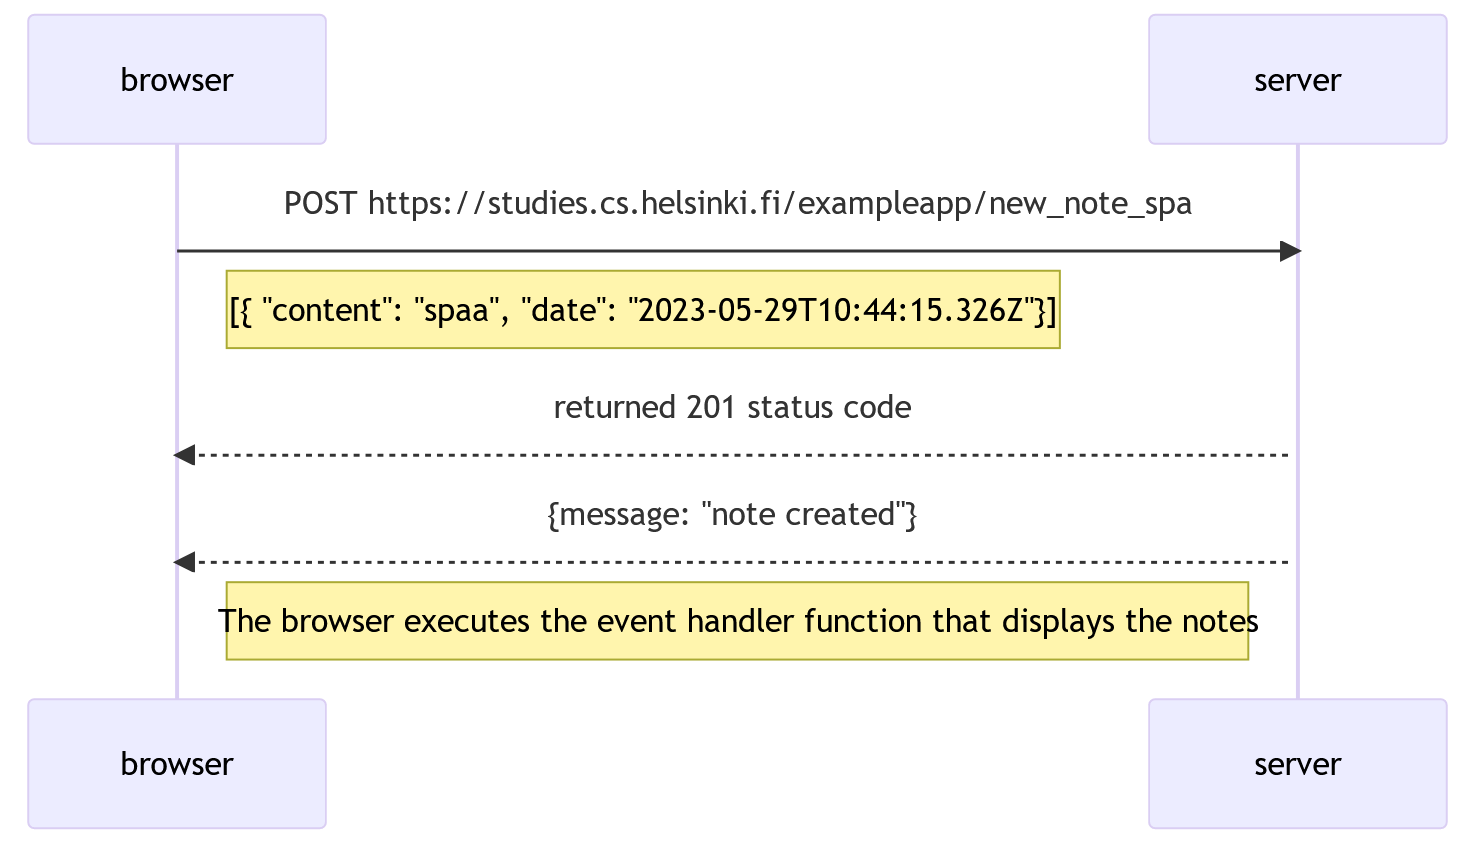 browser
server
POST https://studies.cs.helsinki.fi/exampleapp/new_note_spa
[{ "content": "spaa", "date": "2023-05-29T10:44:15.326Z"}]
returned 201 status code
{message: "note created"}
The browser executes the event handler function that displays the notes
browser
server